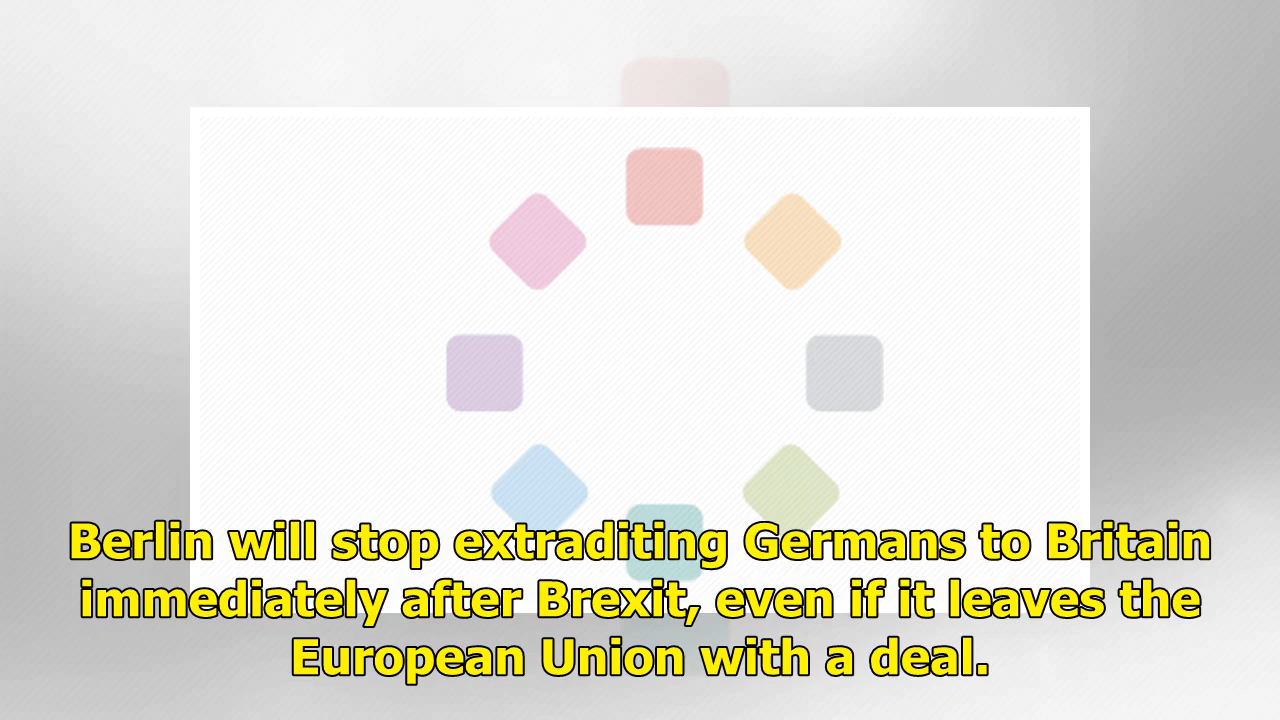 Berlin will stop extraditing Germans to Britain
immediately after Brexit, even if it leaves the
European Union with a deal.